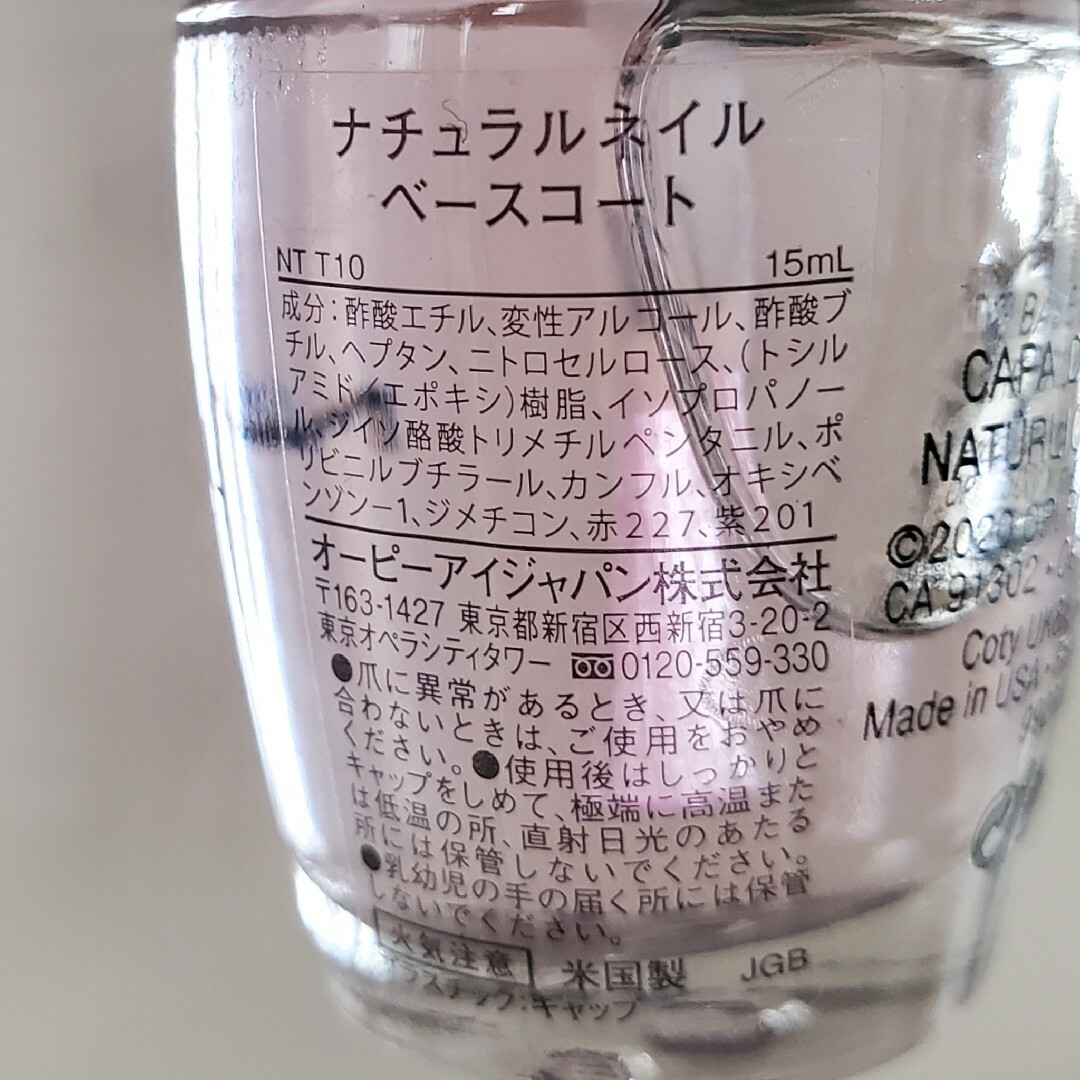 ナチュラル ネイル
ベースコート
NT T10 15mL
成分：酢酸エチル、変性アルコール、酢酸ブ
チル、ヘプタン、ニトロセルロース、（トシル
アミド／エポキシ）樹脂、イソプロパノー
ル、ジイソ酪酸トリメチルペンタニル、ポ
リビニルブチラール、カンフル、オキシベ
ンゾン-1、ジメチコン、赤227、紫201
オーピーアイジャパン株式会社
〒163-1427 東京都新宿区西新宿3-20-2
東京オペラシティタワー 0120-559-330
●爪に異常があるとき、又は爪に
合わないときは、ご使用をおやめ
ください。●使用後はしっかりと
キャップをしめて、極端に高温また
は低温の所、直射日光のあたる
所には保管しないでください。
●乳幼児の手の届く所には保管
しないでください。
火気注意 米国製 JGB
プラスチック：キャップ
CAPA
NATURL
©2020
CA 91302
Coty
Made in USA